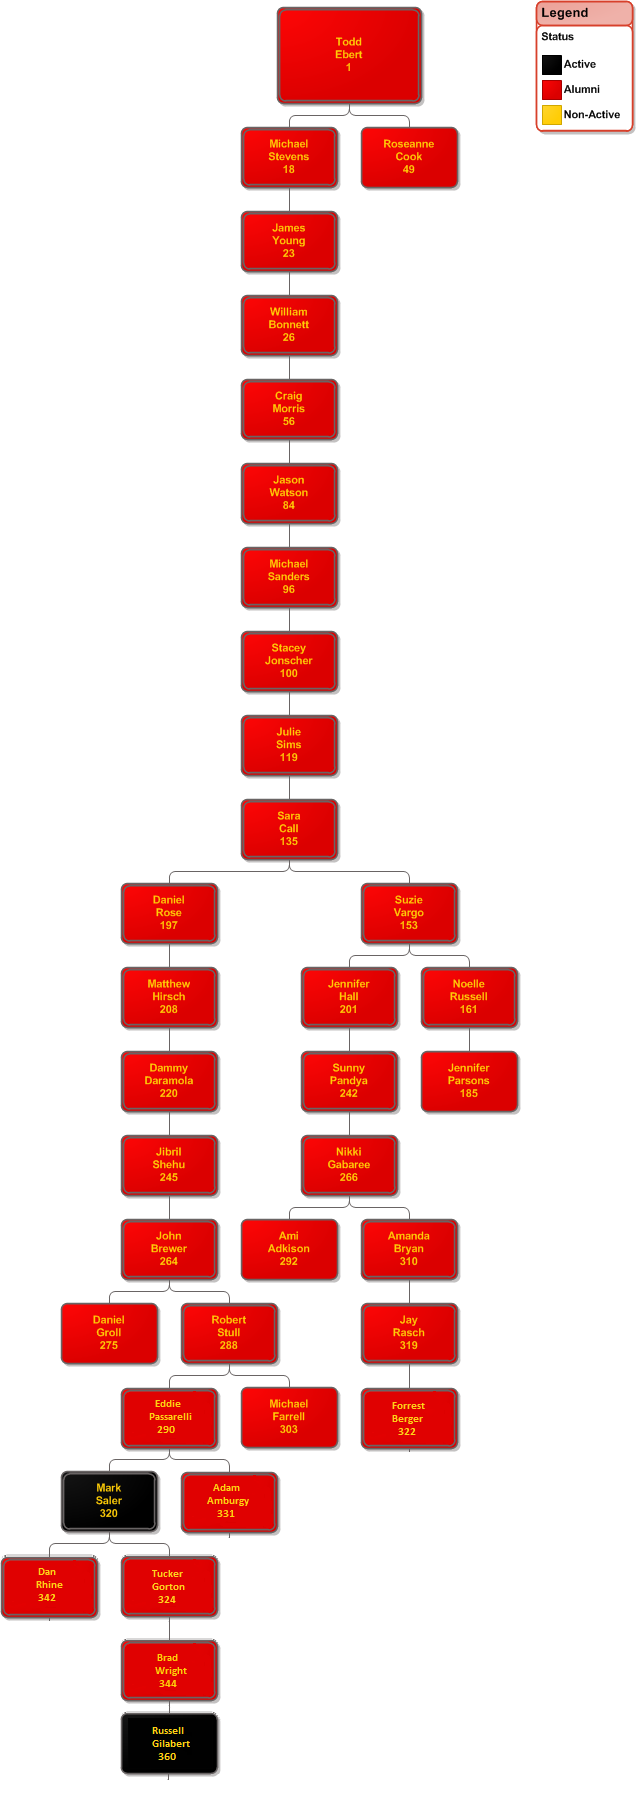 Legend
Status
Active
Alumni
Non-Active
Todd
Ebert
1
Michael
Stevens
18
Roseanne
Cook
49
James
Young
23
William
Bonnett
26
Craig
Morris
56
Jason
Watson
84
Michael
Sanders
96
Stacey
Jonscher
100
Julie
Sims
119
Sara
Call
135
Daniel
Rose
197
Suzie
Vargo
153
Matthew
Hirsch
208
Jennifer
Hall
201
Noelle
Russell
161
Dammy
Daramola
220
Sunny
Pandya
242
Jennifer
Parsons
185
Jibril
Shehu
245
Nikki
Gabaree
266
John
Brewer
264
Ami
Adkison
292
Amanda
Bryan
310
Daniel
Groll
275
Robert
Stull
288
Jay
Rasch
319
Eddie
Passarelli
290
Michael
Farrell
303
Forrest
Berger
322
Mark
Saler
320
Adam
Amburgy
331
Dan
Rhine
342
Tucker
Gorton
324
Brad
Wright
344
Russell
Gilabert
360